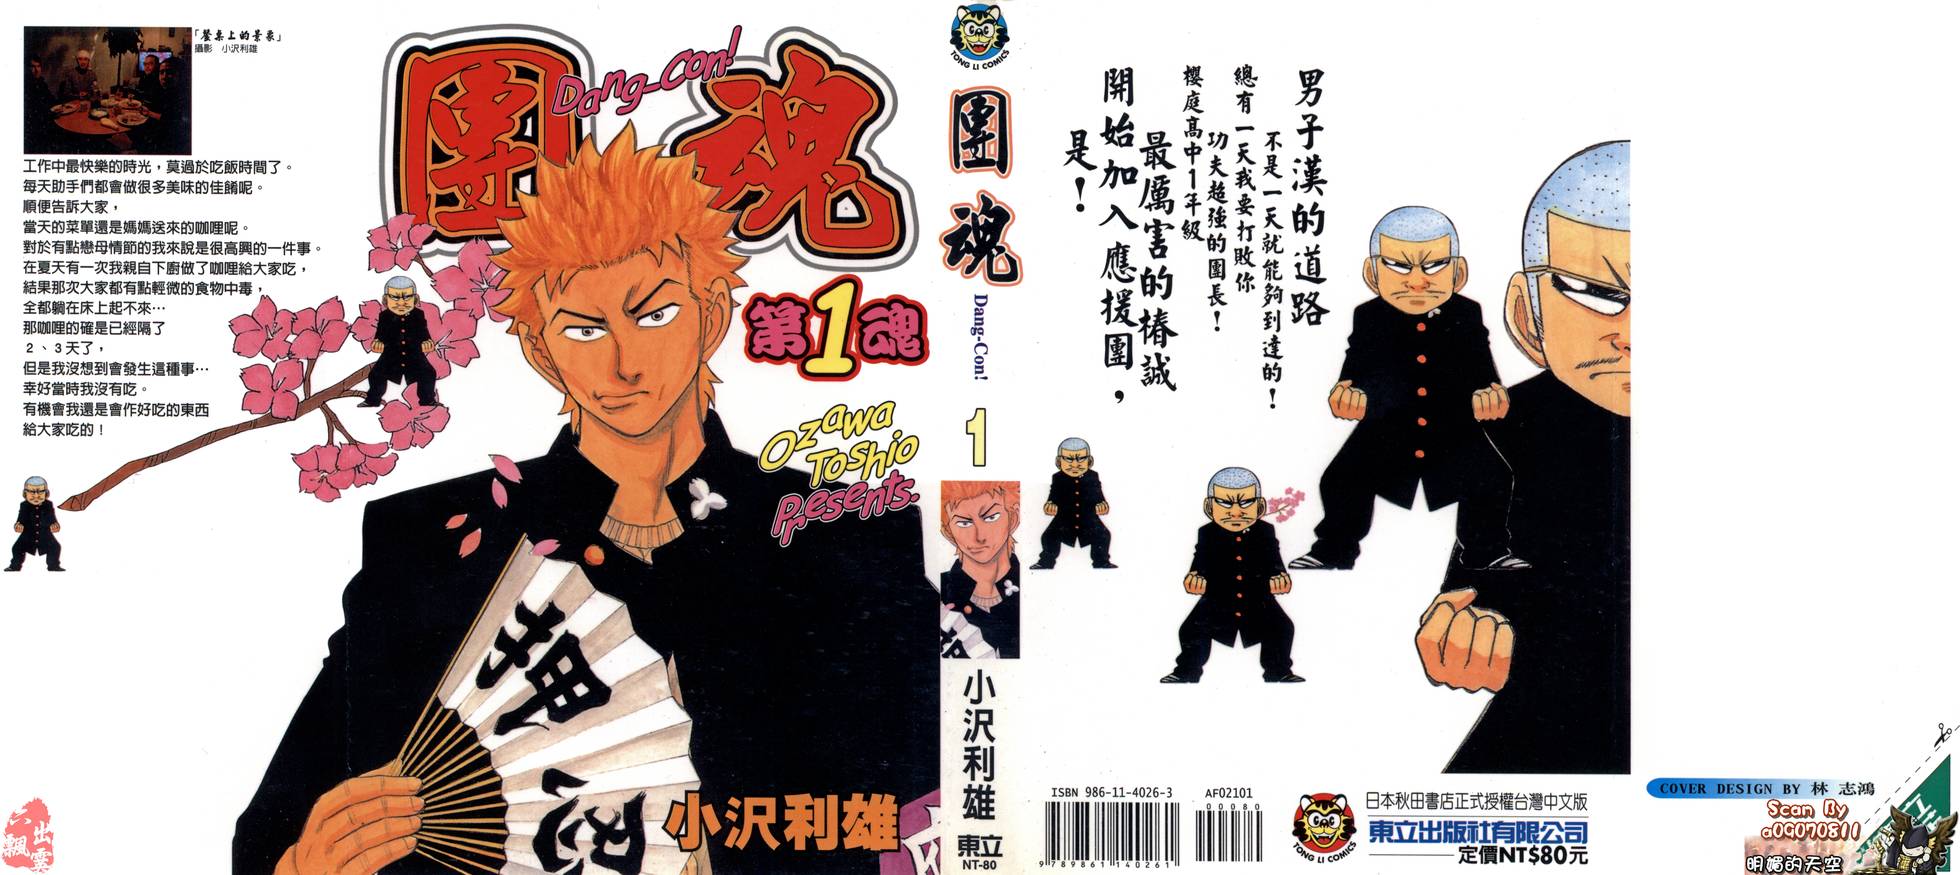 「餐桌上的景象」
攝影　小沢利雄
工作中最快樂的時光，莫過於吃飯時間了。
每天助手們都會做很多美味的佳餚呢。
順便告訴大家，
當天的菜單還是媽媽送來的咖哩呢。
對於有點戀母情節的我來說是很高興的一件事。
在夏天有一次我親自下廚做了咖哩給大家吃，
結果那次大家都有點輕微的食物中毒，
全都躺在床上起不來…
那咖哩的確是已經隔了
２、３天了，
但是我沒想到會發生這種事…
幸好當時我沒有吃。
有機會我還是會作好吃的東西
給大家吃的！
團魂
Dang-Con!
第1魂
Ozawa
Toshio
Presents.
押忍
小沢利雄
TONG LI COMICS
團魂
Dang-Con!
1
小沢利雄
東立
NT-80
男子漢的道路
不是一天就能夠到達的！
總有一天我要打敗你
功夫超強的團長！
櫻庭高中1年級
最厲害的椿誠
開始加入應援團，
是！
ISBN 986-11-4026-3
AF02101
00080
9789861140261
TONG LI COMICS
日本秋田書店正式授權台灣中文版
東立出版社有限公司
定價NT$80元
COVER DESIGN BY 林 志鴻
Scan By
a09070811
明媚的天空
六出飄霙